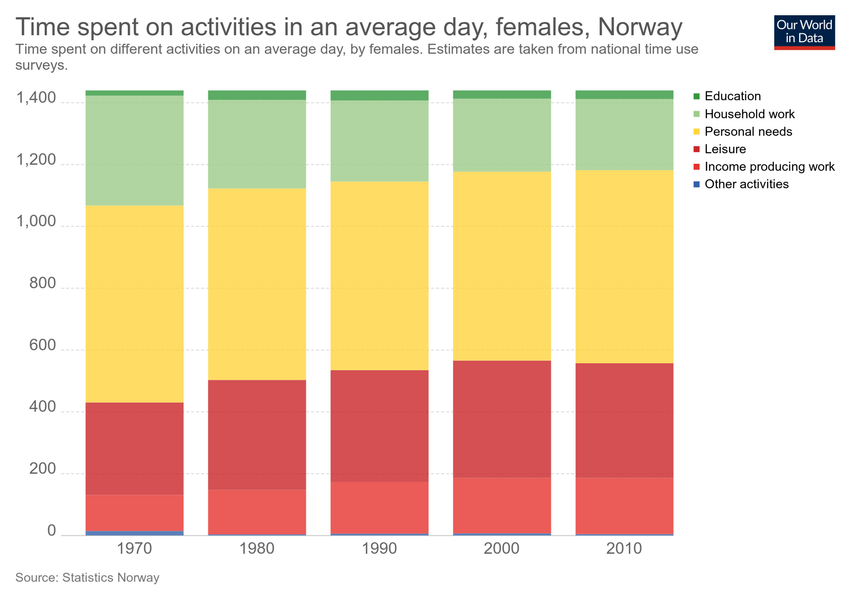 Time spent on activities in an average day, females, Norway
Our World
in Data
Time spent on different activities on an average day, by females. Estimates are taken from national time use
surveys.
1,400
1,200
1,000
800
600
400
200
0
1970
1980
1990
2000
2010
Education
Household work
Personal needs
Leisure
Income producing work
Other activities
Source: Statistics Norway